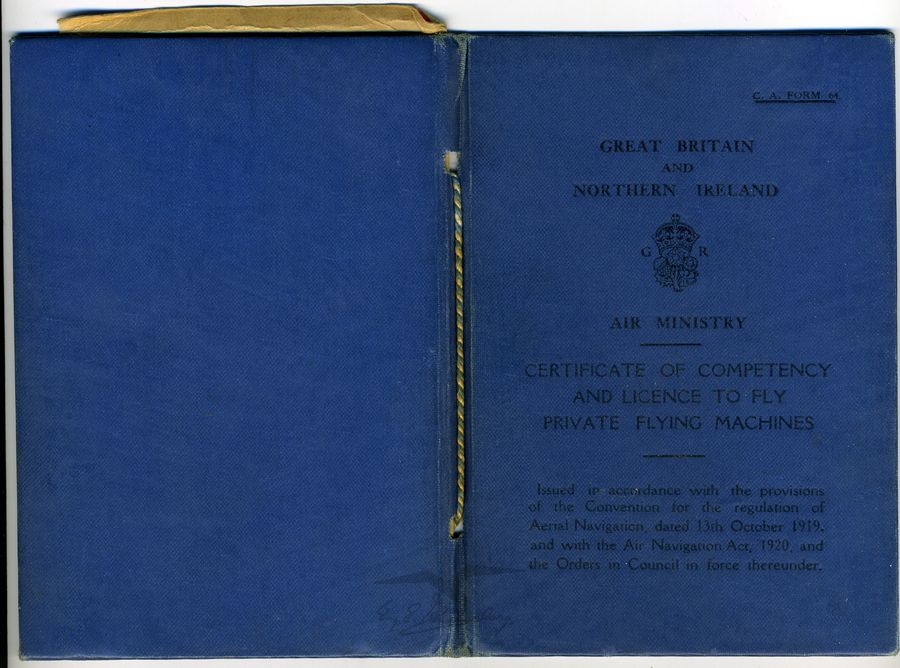 C. A. FORM 64.
GREAT BRITAIN
AND
NORTHERN IRELAND
G R
AIR MINISTRY
CERTIFICATE OF COMPETENCY
AND LICENCE TO FLY
PRIVATE FLYING MACHINES
Issued in accordance with the provisions
of the Convention for the regulation of
Aerial Navigation, dated 13th October 1919,
and with the Air Navigation Act, 1920, and
the Orders in Council in force thereunder.